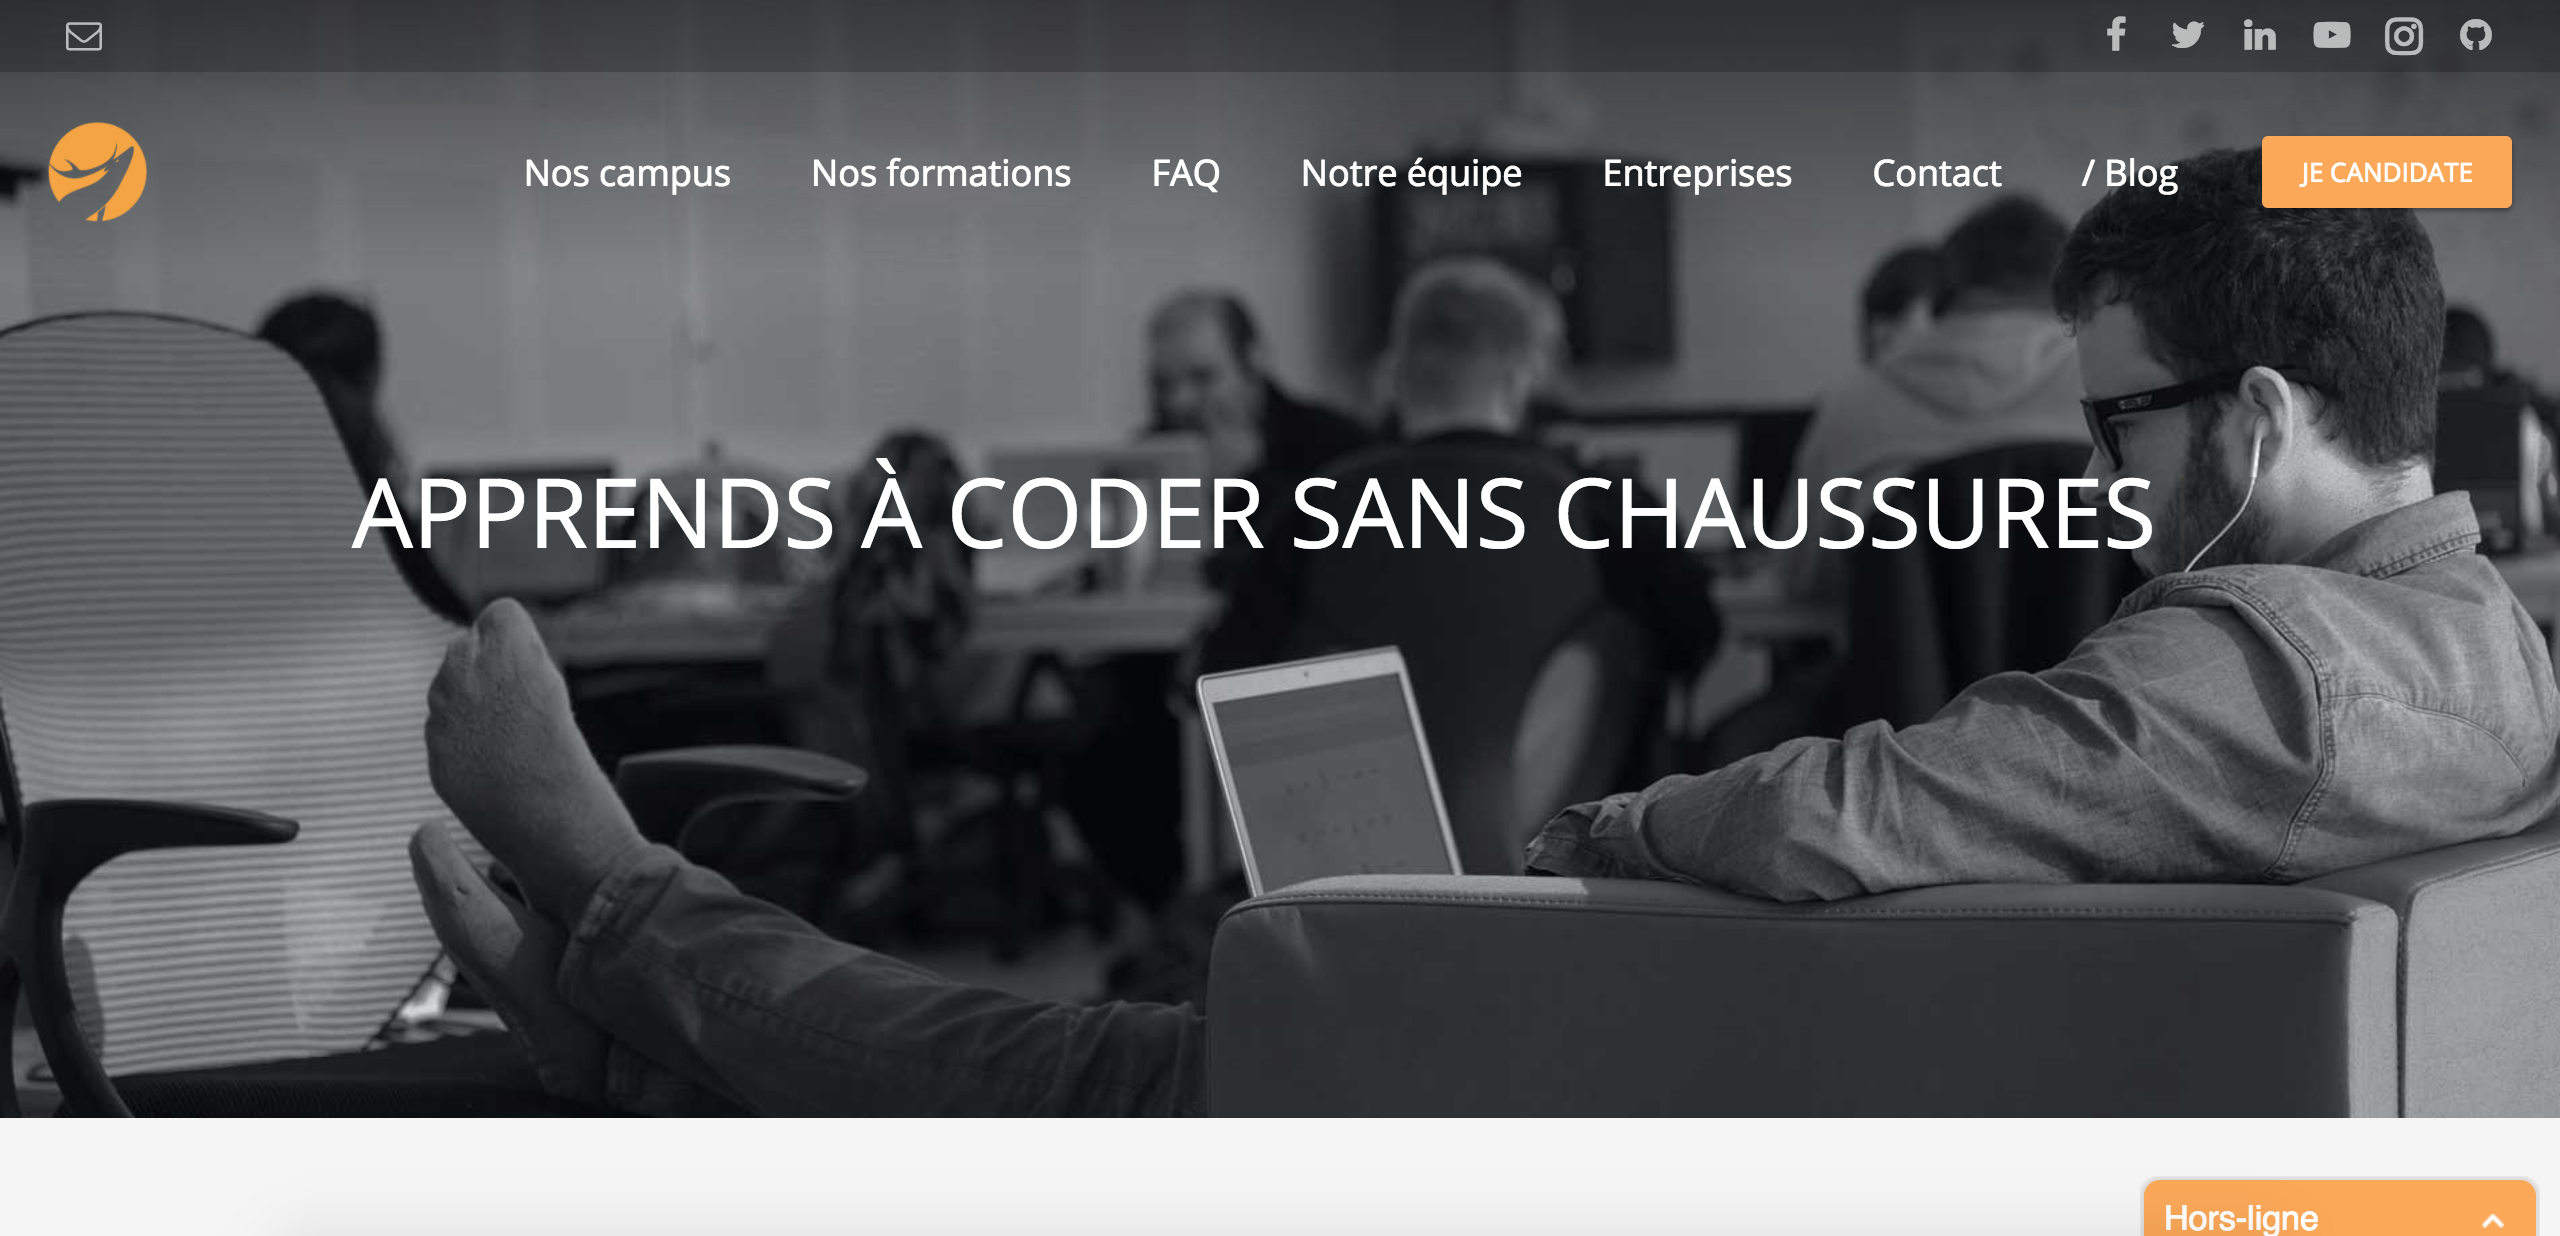 Nos campus
Nos formations
FAQ
Notre équipe
Entreprises
Contact
/ Blog
JE CANDIDATE
APPRENDS À CODER SANS CHAUSSURES
Hors-ligne